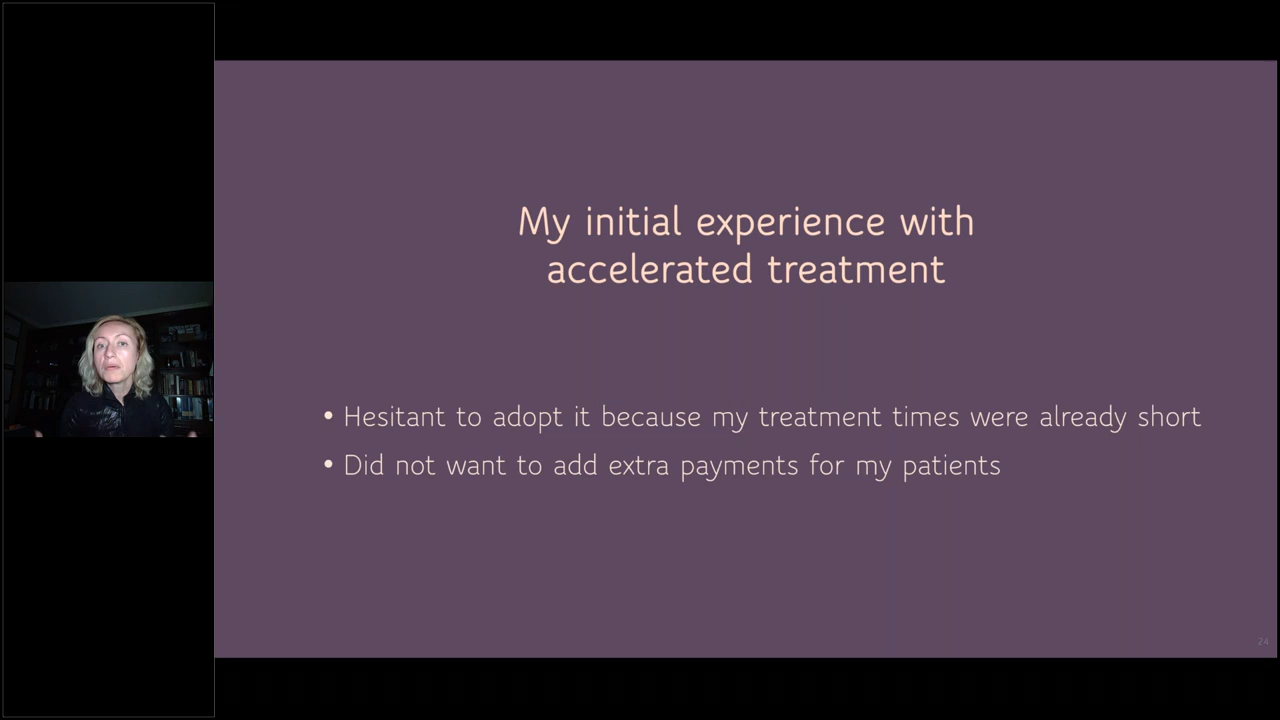 My initial experience with
accelerated treatment
• Hesitant to adopt it because my treatment times were already short
• Did not want to add extra payments for my patients
24